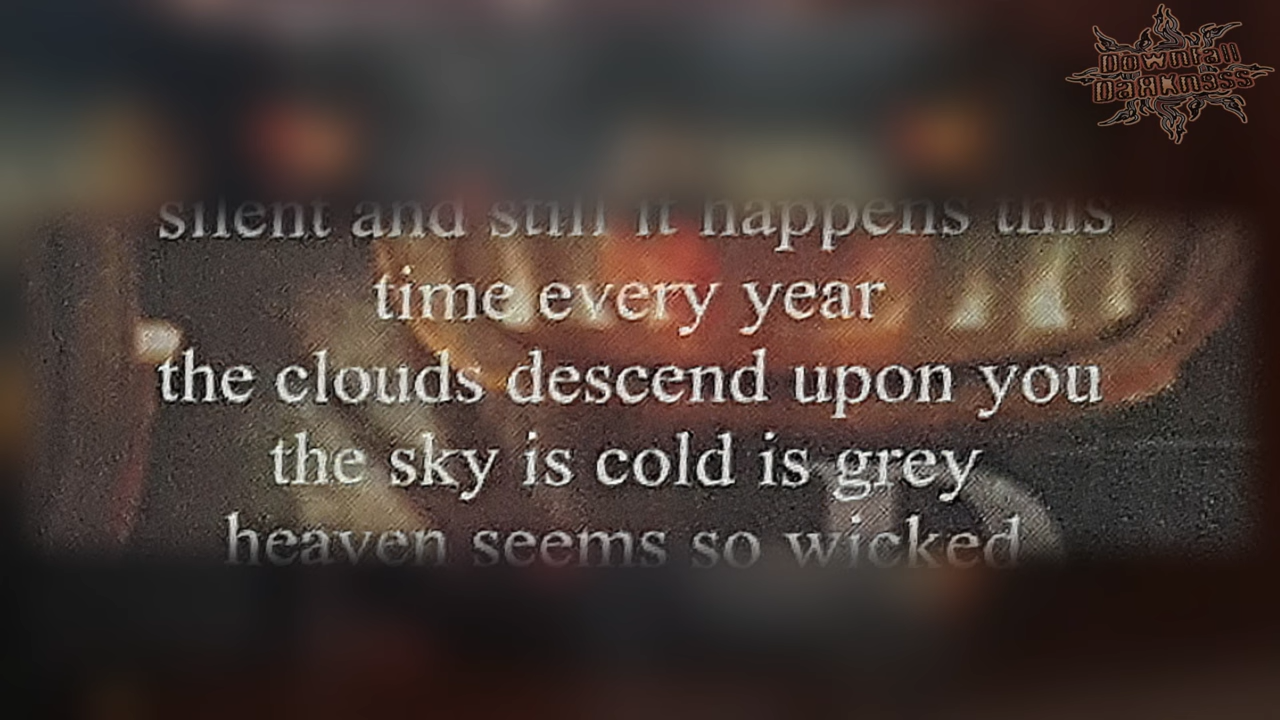 Downfall
Darkness
silent and still it happens this
time every year
the clouds descend upon you
the sky is cold is grey
heaven seems so wicked